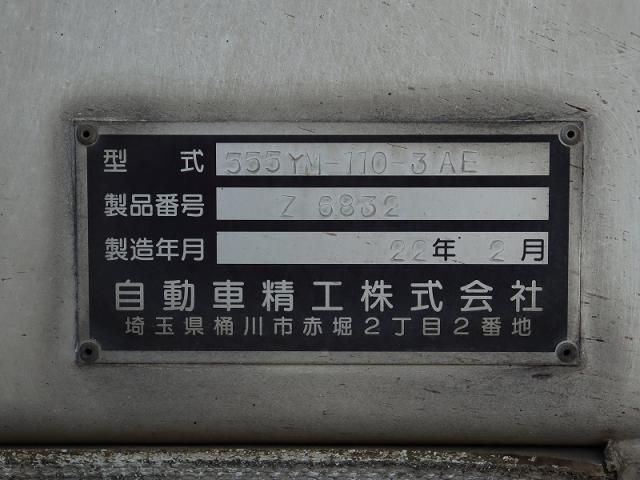 型 式 555YM-110-3AE
製品番号 Z 6832
製造年月 22年 2月
自動車精工株式会社
埼玉県桶川市赤堀2丁目2番地